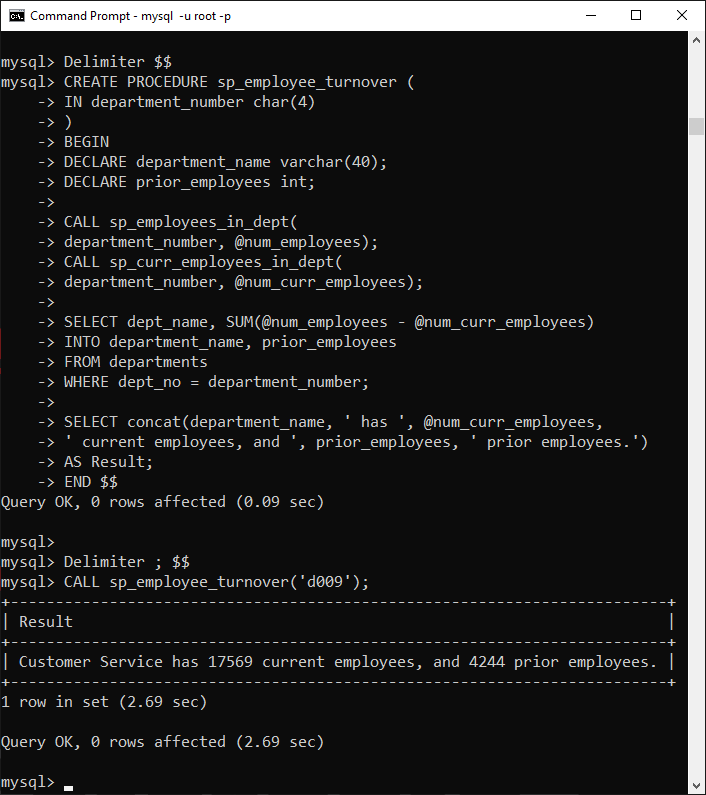 Command Prompt - mysql  -u root -p
mysql> Delimiter $$
mysql> CREATE PROCEDURE sp_employee_turnover (
    -> IN department_number char(4)
    -> )
    -> BEGIN
    -> DECLARE department_name varchar(40);
    -> DECLARE prior_employees int;
    ->
    -> CALL sp_employees_in_dept(
    -> department_number, @num_employees);
    -> CALL sp_curr_employees_in_dept(
    -> department_number, @num_curr_employees);
    ->
    -> SELECT dept_name, SUM(@num_employees - @num_curr_employees)
    -> INTO department_name, prior_employees
    -> FROM departments
    -> WHERE dept_no = department_number;
    ->
    -> SELECT concat(department_name, ' has ', @num_curr_employees,
    -> ' current employees, and ', prior_employees, ' prior employees.')
    -> AS Result;
    -> END $$
Query OK, 0 rows affected (0.09 sec)

mysql>
mysql> Delimiter ; $$
mysql> CALL sp_employee_turnover('d009');
+-------------------------------------------------------------------------+
| Result                                                                  |
+-------------------------------------------------------------------------+
| Customer Service has 17569 current employees, and 4244 prior employees. |
+-------------------------------------------------------------------------+
1 row in set (2.69 sec)

Query OK, 0 rows affected (2.69 sec)

mysql>